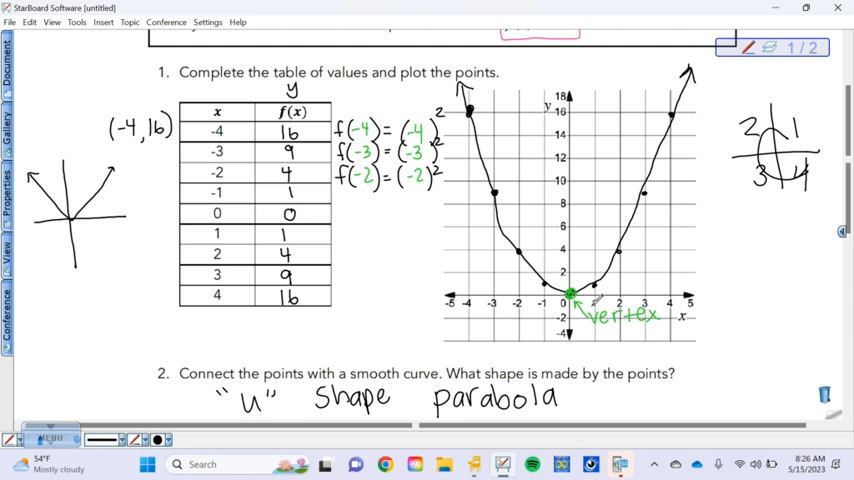 StarBoard Software [untitled]
File Edit View Tools Insert Topic Conference Settings Help
1 / 2
Document
Gallery
Properties
View
Conference
1. Complete the table of values and plot the points.
y
x f(x)
-4 16
-3 9
-2 4
-1 1
0 0
1 1
2 4
3 9
4 16
(-4,16)
f(-4) = (-4)²
f(-3) = (-3)²
f(-2) = (-2)²
y
18
16
14
12
10
8
6
4
2
-5 -4 -3 -2 -1 0 2 3 4 5
-2
-4
x
vertex
2 1
3 4
2. Connect the points with a smooth curve. What shape is made by the points?
"u" shape parabola
MENU
54°F
Mostly cloudy
Search
8:26 AM
5/15/2023